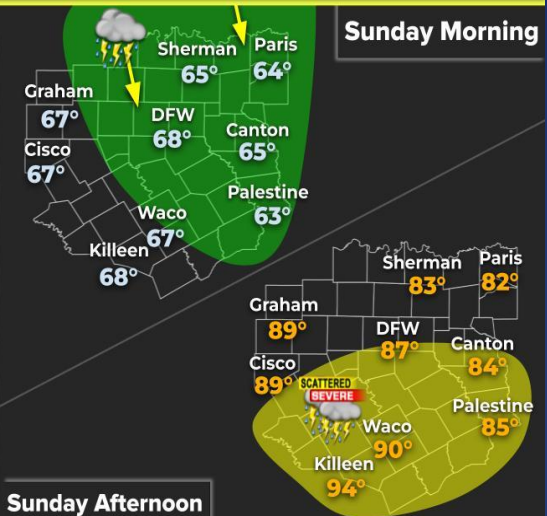 Sunday Morning
Sherman
65°
Paris
64°
Graham
67°
DFW
68°
Canton
65°
Cisco
67°
Palestine
63°
Waco
67°
Killeen
68°
Sherman
83°
Paris
82°
Graham
89°
DFW
87°
Canton
84°
Cisco
89°
SCATTERED
SEVERE
Palestine
85°
Waco
90°
Killeen
94°
Sunday Afternoon